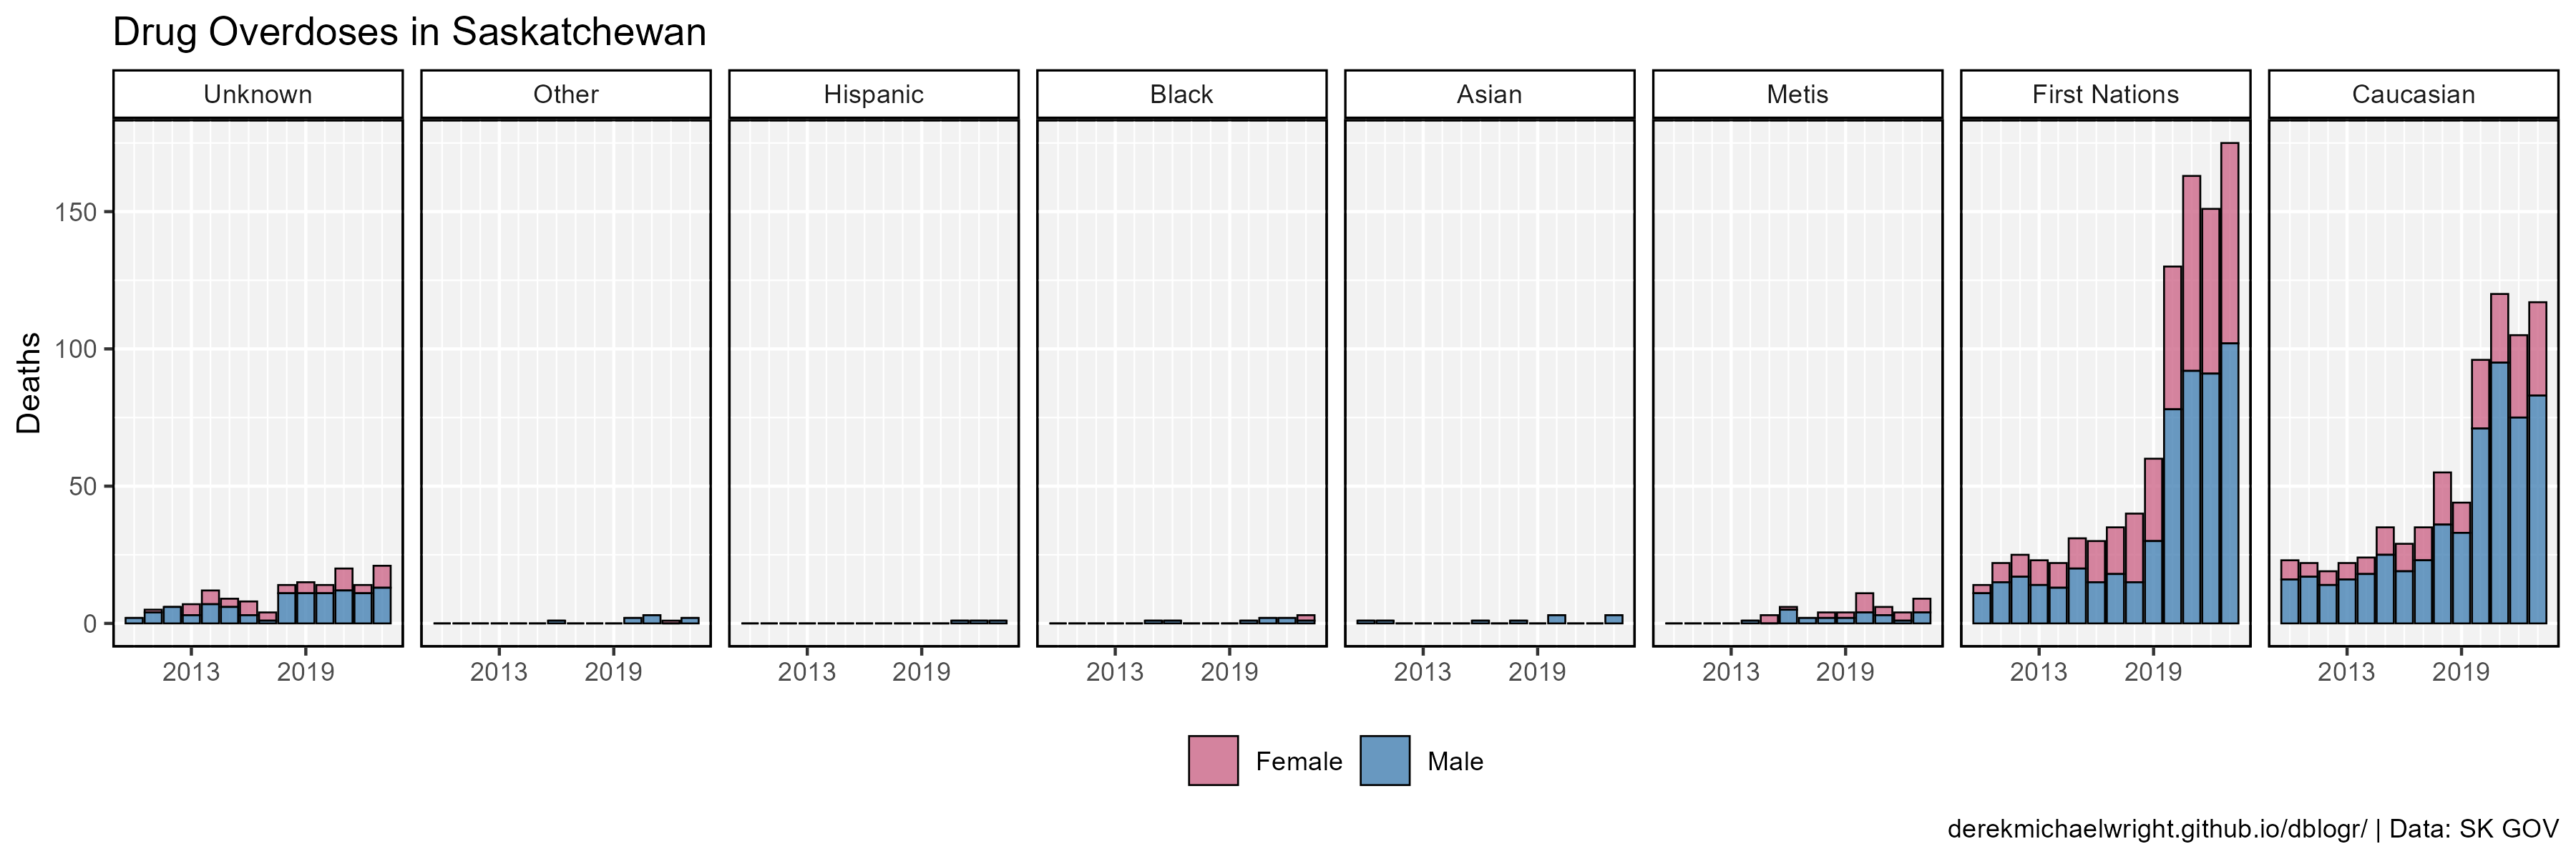 Drug Overdoses in Saskatchewan
Unknown Other Hispanic Black Asian Metis First Nations Caucasian
Deaths
150
100
50
0
2013 2019 2013 2019 2013 2019 2013 2019 2013 2019 2013 2019 2013 2019 2013 2019
Female Male
derekmichaelwright.github.io/dblogr/ | Data: SK GOV